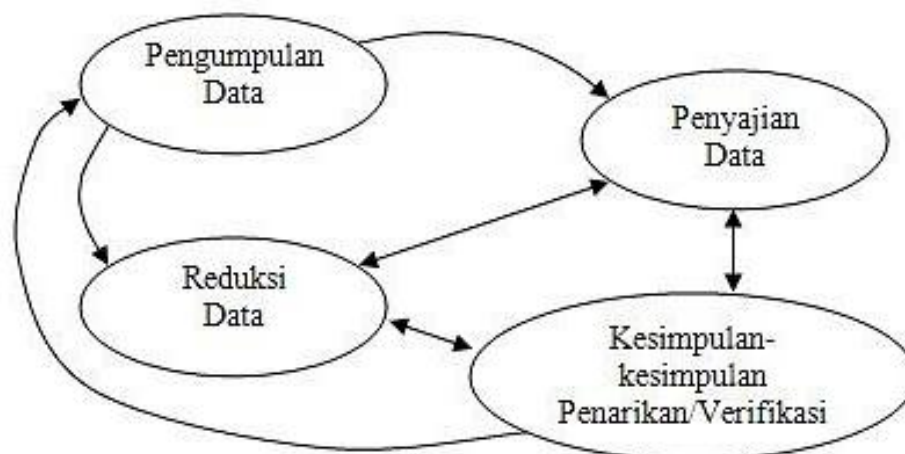 Pengumpulan
Data
Penyajian
Data
Reduksi
Data
Kesimpulan-
kesimpulan
Penarikan/Verifikasi